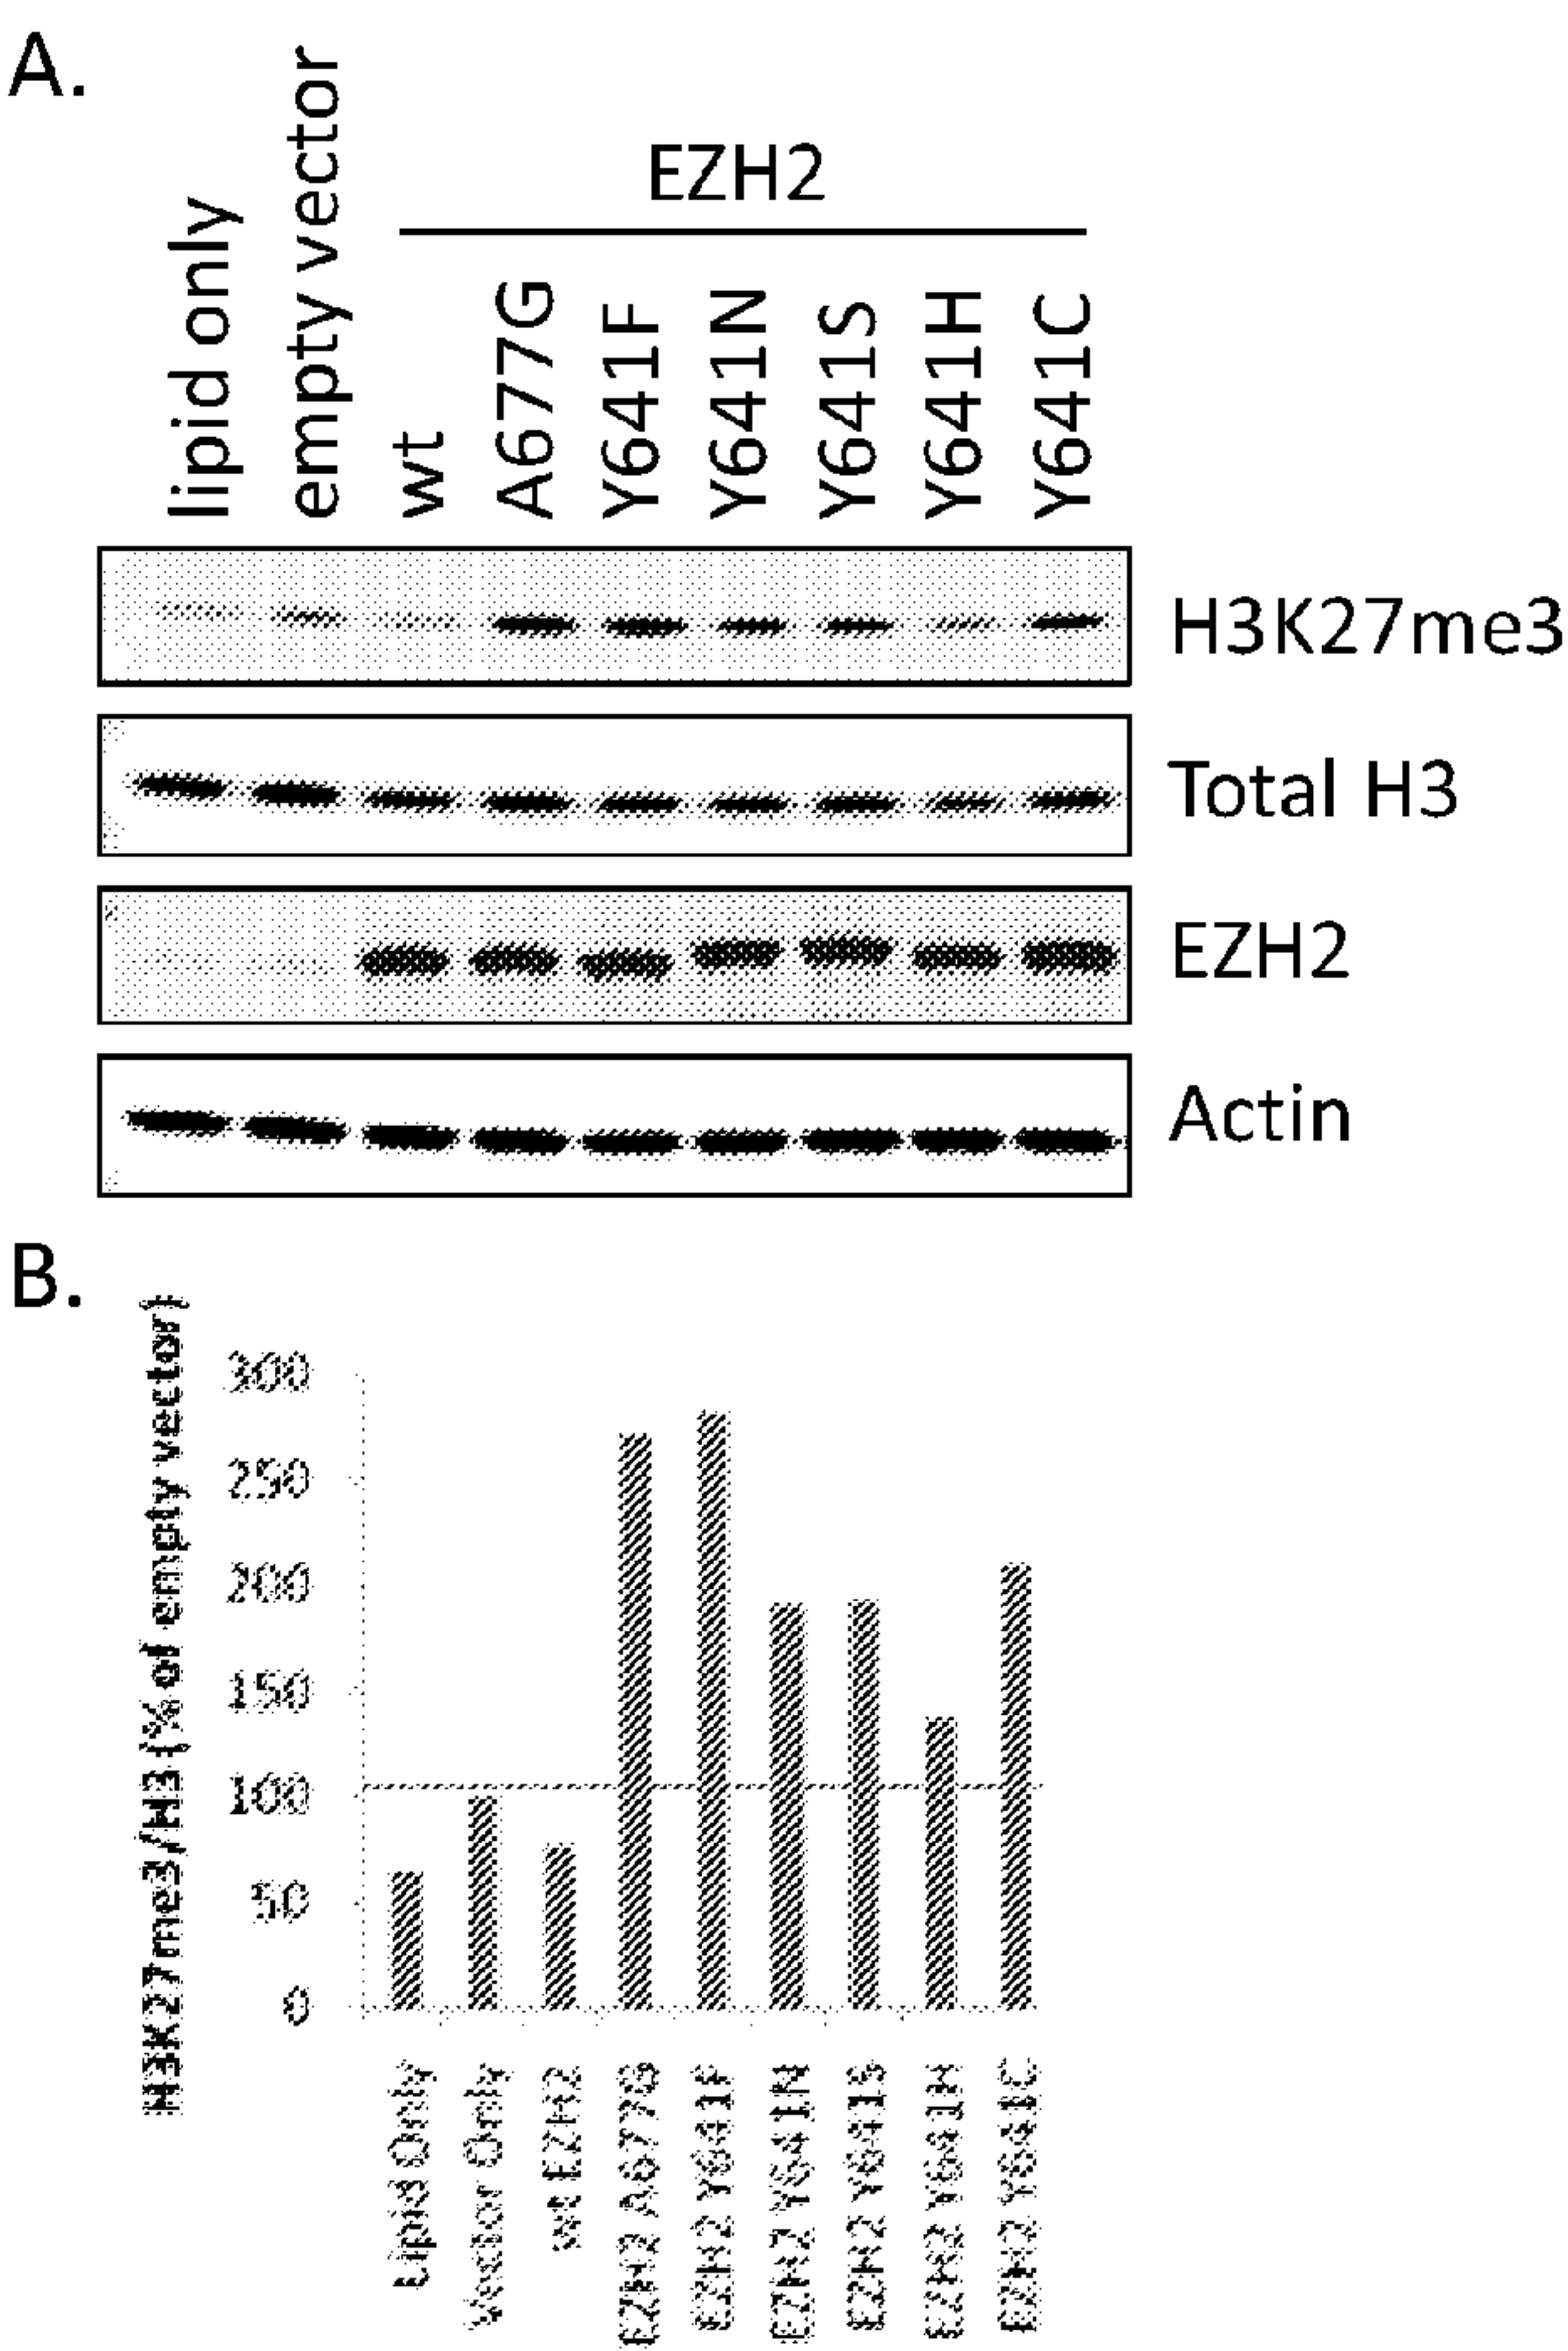 A.
EZH2
lipid only
empty vector
wt
A677G
Y641F
Y641N
Y641S
Y641H
Y641C
H3K27me3
Total H3
EZH2
Actin
B.
H3K27me3/H3 (% of empty vector)
300
250
200
150
100
50
0
Lipid Only
Vector Only
wt EZH2
EZH2 A677G
EZH2 Y641F
EZH2 Y641N
EZH2 Y641S
EZH2 Y641H
EZH2 Y641C